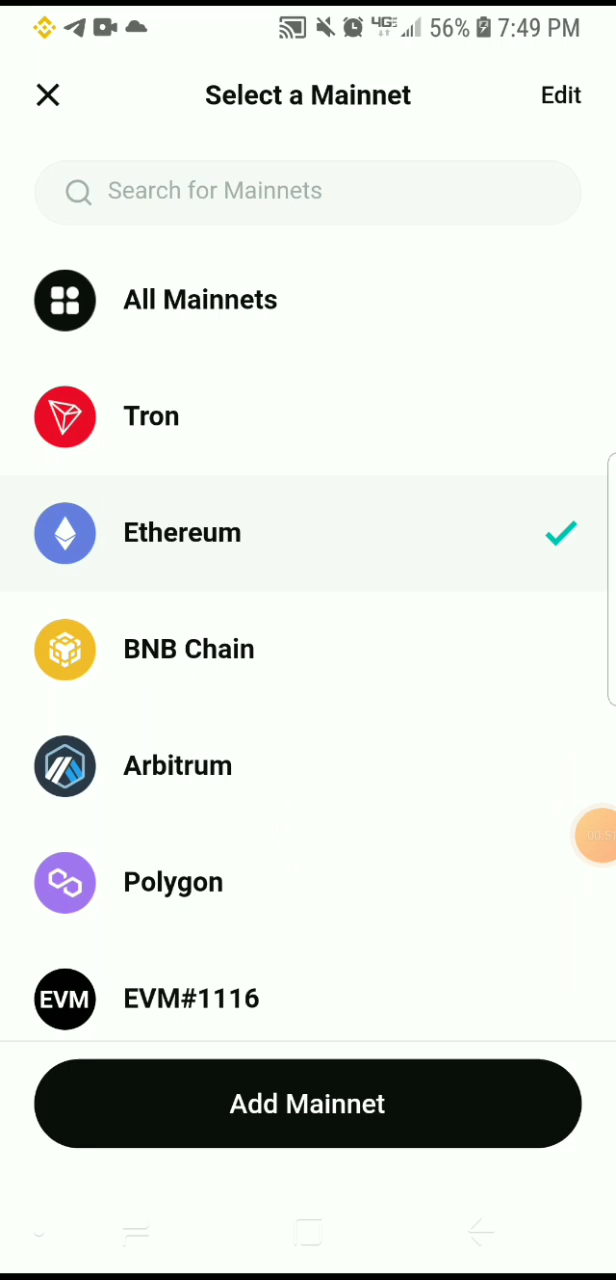 4GE 56% 7:49 PM
Select a Mainnet Edit
Search for Mainnets
All Mainnets
Tron
Ethereum
BNB Chain
Arbitrum
Polygon
EVM EVM#1116
Add Mainnet